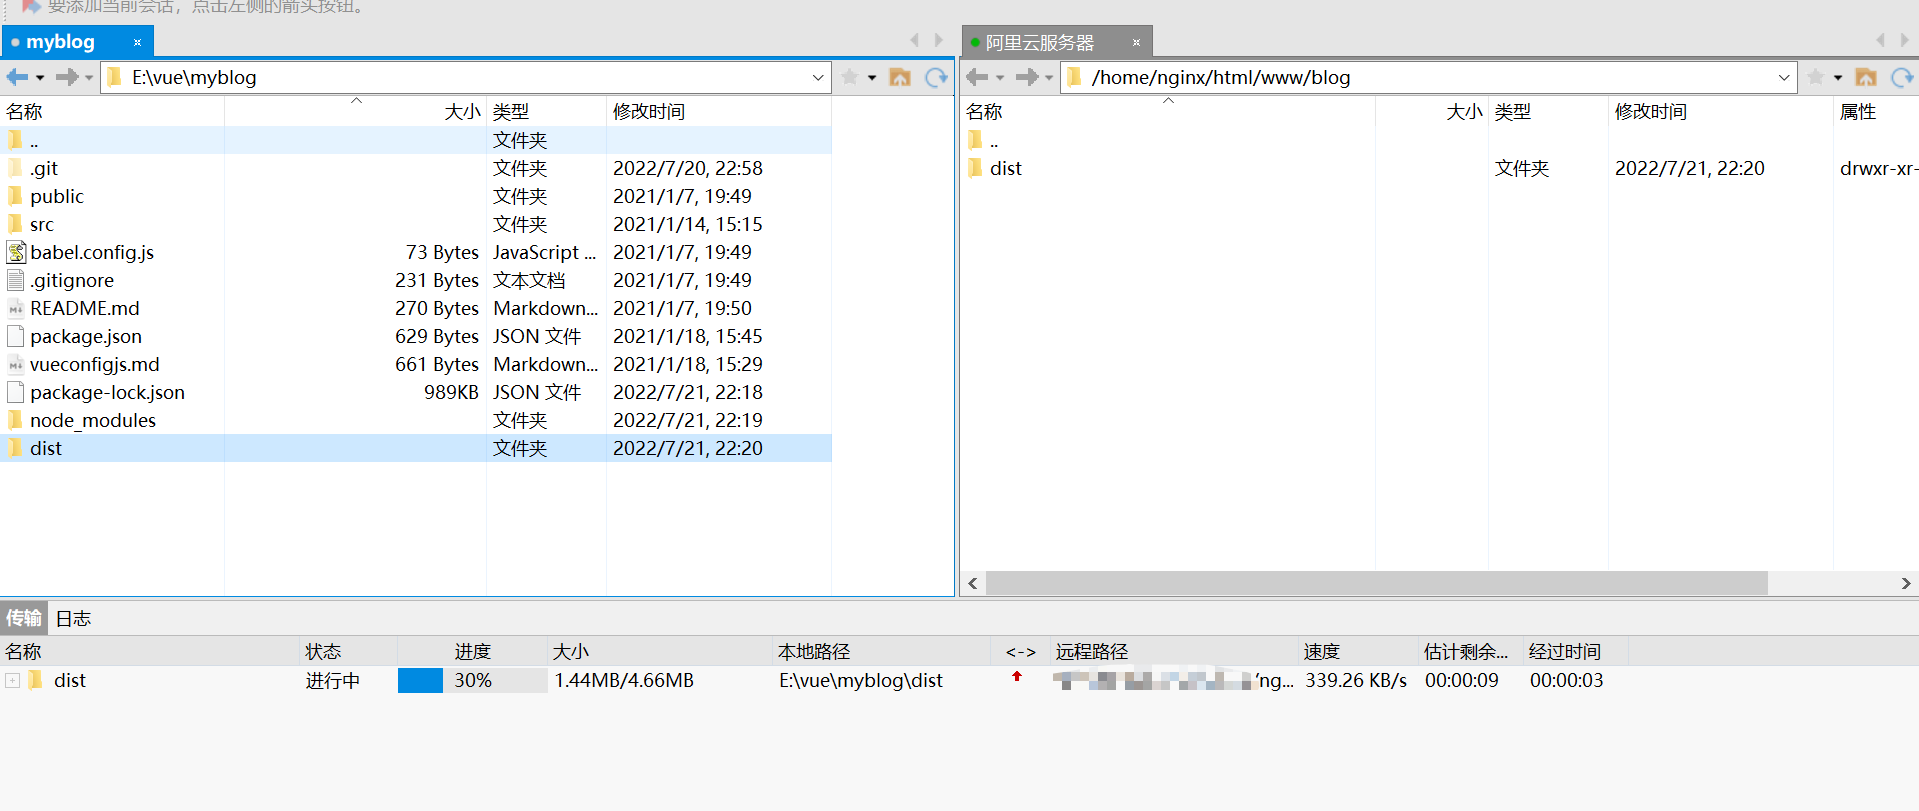 要添加当前会话，点击左侧的箭头按钮。
myblog
阿里云服务器
E:\vue\myblog
/home/nginx/html/www/blog
名称 大小 类型 修改时间
.. 文件夹
.git 文件夹 2022/7/20, 22:58
public 文件夹 2021/1/7, 19:49
src 文件夹 2021/1/14, 15:15
babel.config.js 73 Bytes JavaScript ... 2021/1/7, 19:49
.gitignore 231 Bytes 文本文档 2021/1/7, 19:49
README.md 270 Bytes Markdown... 2021/1/7, 19:50
package.json 629 Bytes JSON 文件 2021/1/18, 15:45
vueconfigjs.md 661 Bytes Markdown... 2021/1/18, 15:29
package-lock.json 989KB JSON 文件 2022/7/21, 22:18
node_modules 文件夹 2022/7/21, 22:19
dist 文件夹 2022/7/21, 22:20
名称 大小 类型 修改时间 属性
..
dist 文件夹 2022/7/21, 22:20 drwxr-xr-
传输 日志
名称 状态 进度 大小 本地路径 <-> 远程路径 速度 估计剩余... 经过时间
dist 进行中 30% 1.44MB/4.66MB E:\vue\myblog\dist /ng... 339.26 KB/s 00:00:09 00:00:03